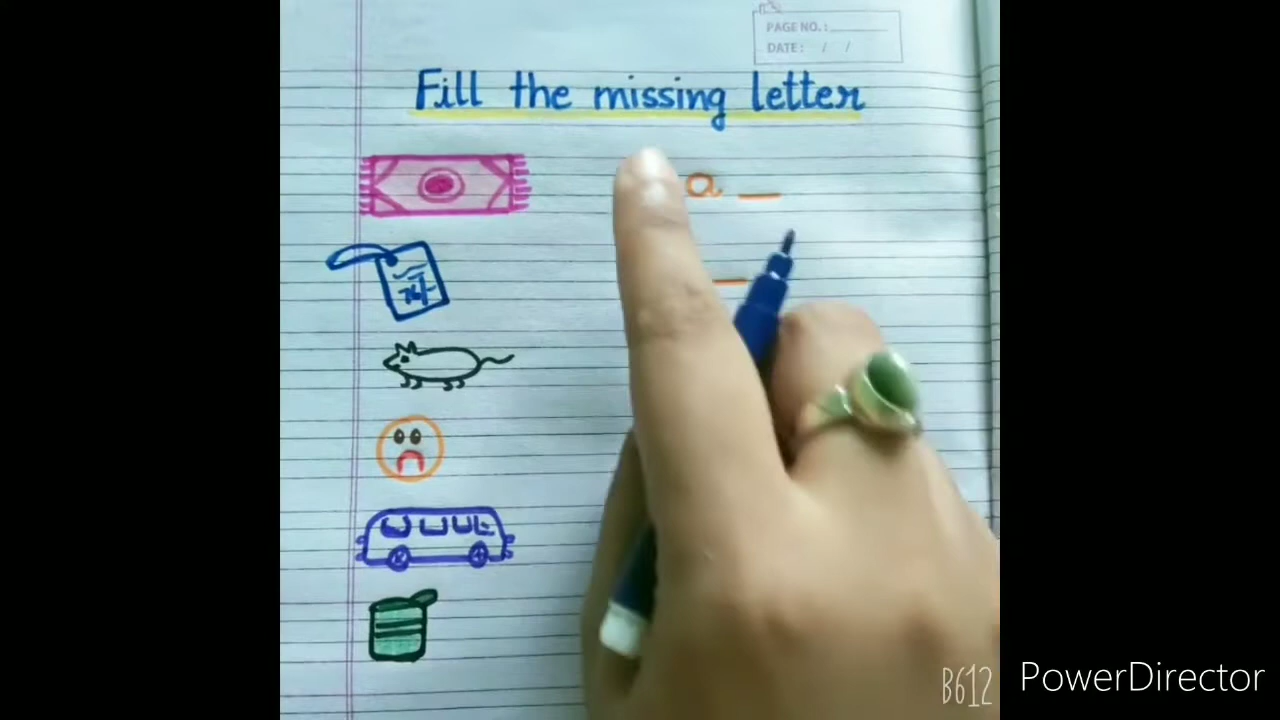 PAGE NO.:
DATE: / /
Fill the missing letter
a _
_
B612
PowerDirector